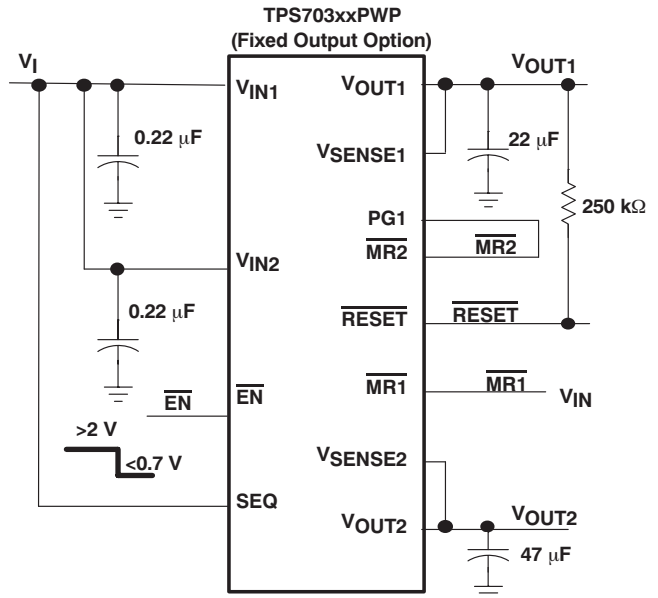 TPS703xxPWP
(Fixed Output Option)
VI
VIN1
0.22 μF
VIN2
0.22 μF
EN
EN
>2 V
<0.7 V
SEQ
VOUT1
VOUT1
VSENSE1
22 μF
250 kΩ
PG1
MR2
MR2
RESET
RESET
MR1
MR1
VIN
VSENSE2
VOUT2
VOUT2
47 μF